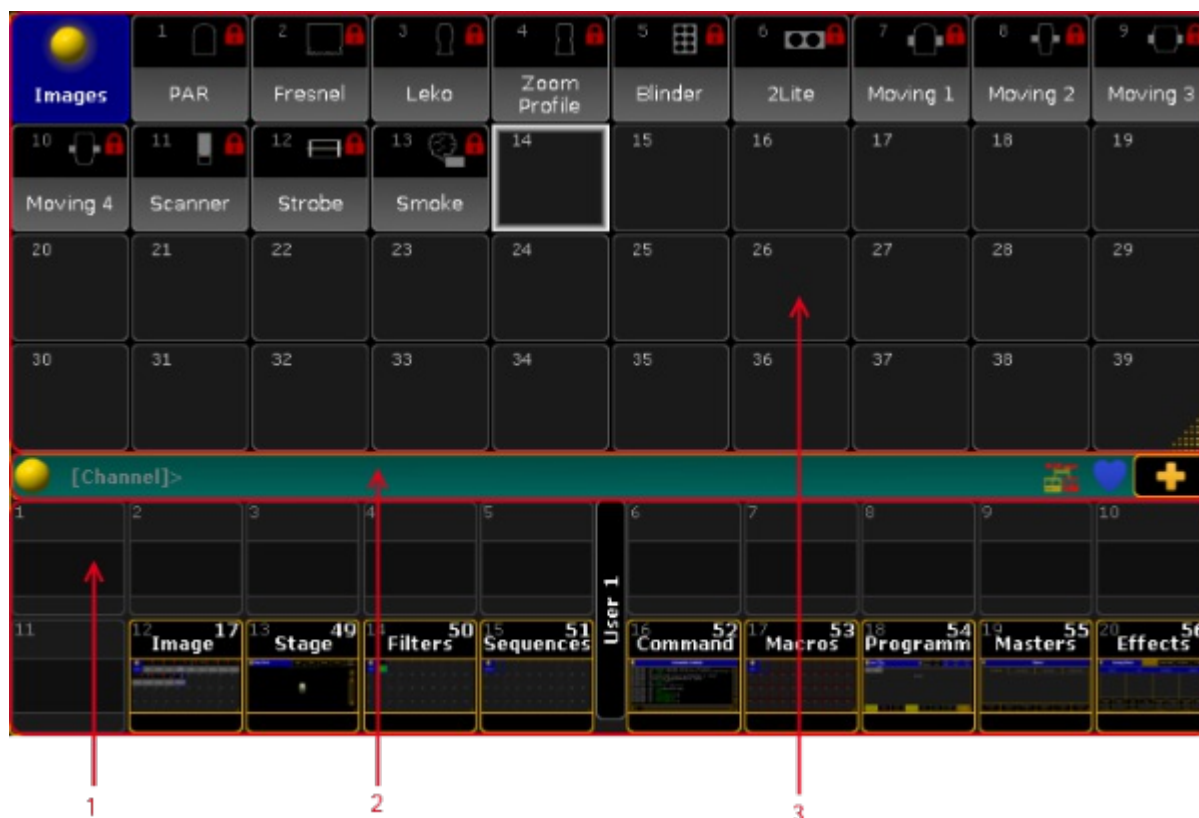 1 2 3 4 5 6 7 8 9
Images PAR Fresnel Leko Zoom Profile Blinder 2Lite Moving 1 Moving 2 Moving 3
10 11 12 13 14 15 16 17 18 19
Moving 4 Scanner Strobe Smoke
20 21 22 23 24 25 26 27 28 29
30 31 32 33 34 35 36 37 38 39
[Channel]>
1 2 3 4 5 6 7 8 9 10
User 1
11 12 17 13 49 14 50 15 51 16 52 17 53 18 54 19 55 20 56
Image Stage Filters Sequences Command Macros Programm Masters Effects
1 2 3